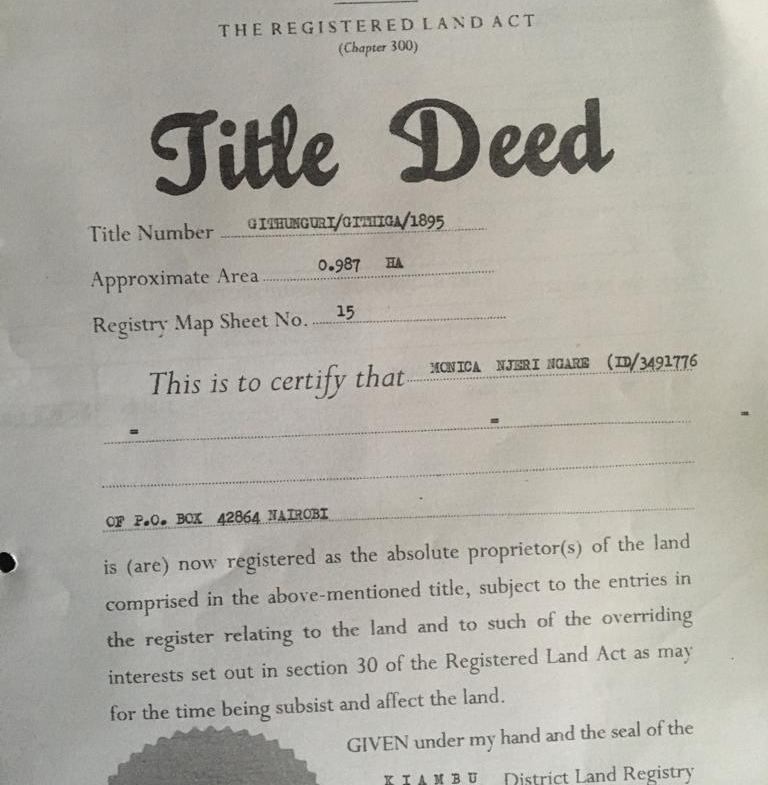 THE REGISTERED LAND ACT
(Chapter 300)
Title Deed
Title Number GITHUNGURI/GITHIGA/1895
Approximate Area 0.987 HA
Registry Map Sheet No. 15
This is to certify that MONICA NJERI NGARE (ID/3491776
= = =
OF P.O. BOX 42864 NAIROBI
is (are) now registered as the absolute proprietor(s) of the land
comprised in the above-mentioned title, subject to the entries in
the register relating to the land and to such of the overriding
interests set out in section 30 of the Registered Land Act as may
for the time being subsist and affect the land.
GIVEN under my hand and the seal of the
KIAMBU District Land Registry